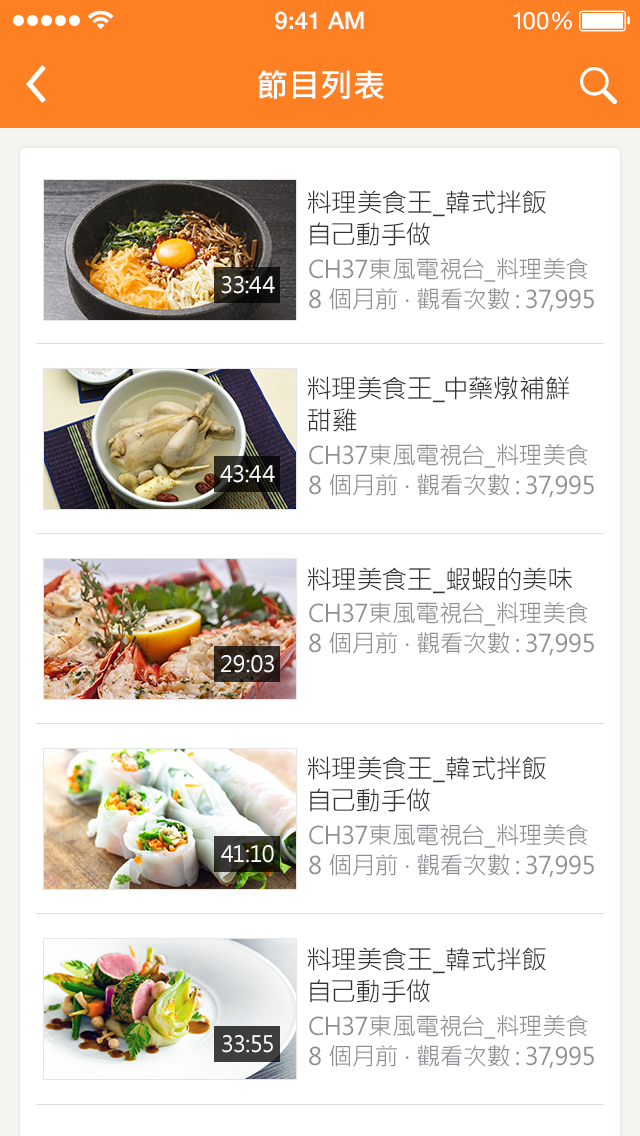 9:41 AM
100%
節目列表
料理美食王_韓式拌飯
自己動手做
CH37東風電視台_料理美食
8 個月前 · 觀看次數 : 37,995
33:44
料理美食王_中藥燉補鮮
甜雞
CH37東風電視台_料理美食
8 個月前 · 觀看次數 : 37,995
43:44
料理美食王_蝦蝦的美味
CH37東風電視台_料理美食
8 個月前 · 觀看次數 : 37,995
29:03
料理美食王_韓式拌飯
自己動手做
CH37東風電視台_料理美食
8 個月前 · 觀看次數 : 37,995
41:10
料理美食王_韓式拌飯
自己動手做
CH37東風電視台_料理美食
8 個月前 · 觀看次數 : 37,995
33:55